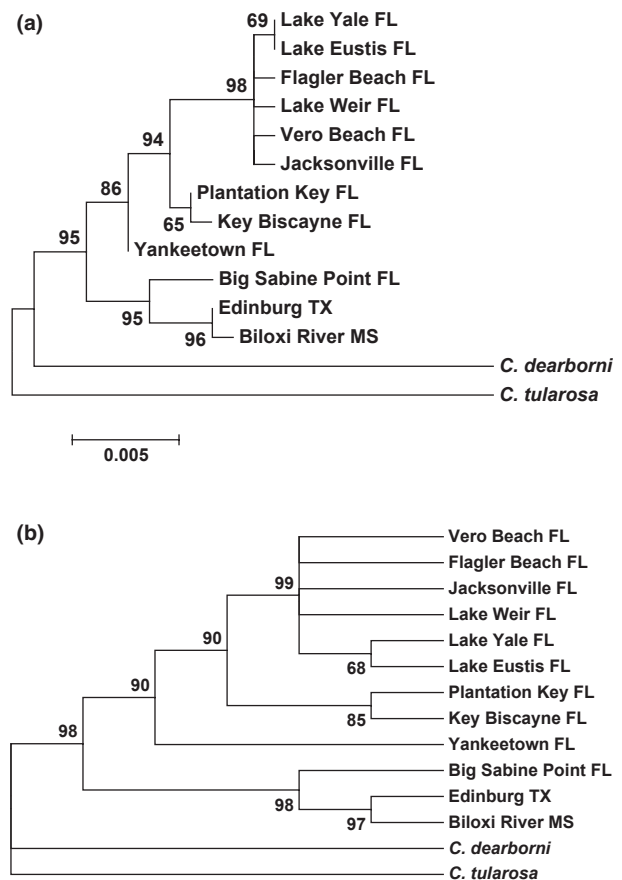 (a)
69
Lake Yale FL
Lake Eustis FL
98
Flagler Beach FL
Lake Weir FL
Vero Beach FL
94
Jacksonville FL
86
Plantation Key FL
65
Key Biscayne FL
95
Yankeetown FL
Big Sabine Point FL
95
Edinburg TX
96
Biloxi River MS
C. dearborni
C. tularosa
0.005
(b)
Vero Beach FL
Flagler Beach FL
99
Jacksonville FL
Lake Weir FL
90
Lake Yale FL
68
Lake Eustis FL
90
Plantation Key FL
85
Key Biscayne FL
98
Yankeetown FL
Big Sabine Point FL
98
Edinburg TX
97
Biloxi River MS
C. dearborni
C. tularosa